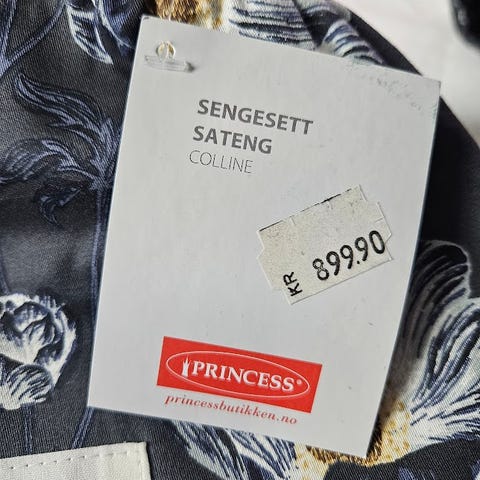 SENGESETT
SATENG
COLLINE
KR 899.90
PRINCESS®
princessbutikken.no